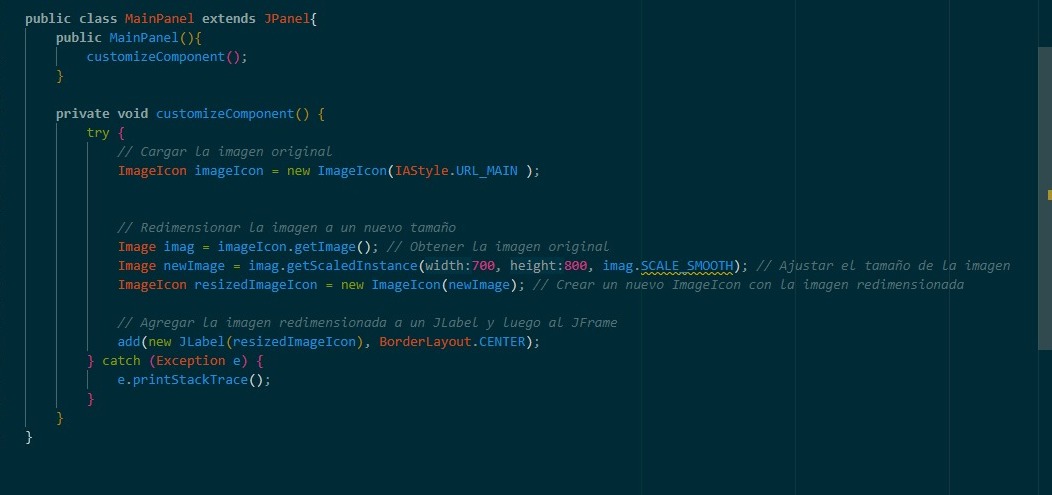 public class MainPanel extends JPanel{
public MainPanel(){
customizeComponent();
}
private void customizeComponent() {
try {
// Cargar la imagen original
ImageIcon imageIcon = new ImageIcon(IAStyle.URL_MAIN );
// Redimensionar la imagen a un nuevo tamaño
Image imag = imageIcon.getImage(); // Obtener la imagen original
Image newImage = imag.getScaledInstance(width:700, height:800, imag.SCALE_SMOOTH); // Ajustar el tamaño de la imagen
ImageIcon resizedImageIcon = new ImageIcon(newImage); // Crear un nuevo ImageIcon con la imagen redimensionada
// Agregar la imagen redimensionada a un JLabel y luego al JFrame
add(new JLabel(resizedImageIcon), BorderLayout.CENTER);
} catch (Exception e) {
e.printStackTrace();
}
}
}